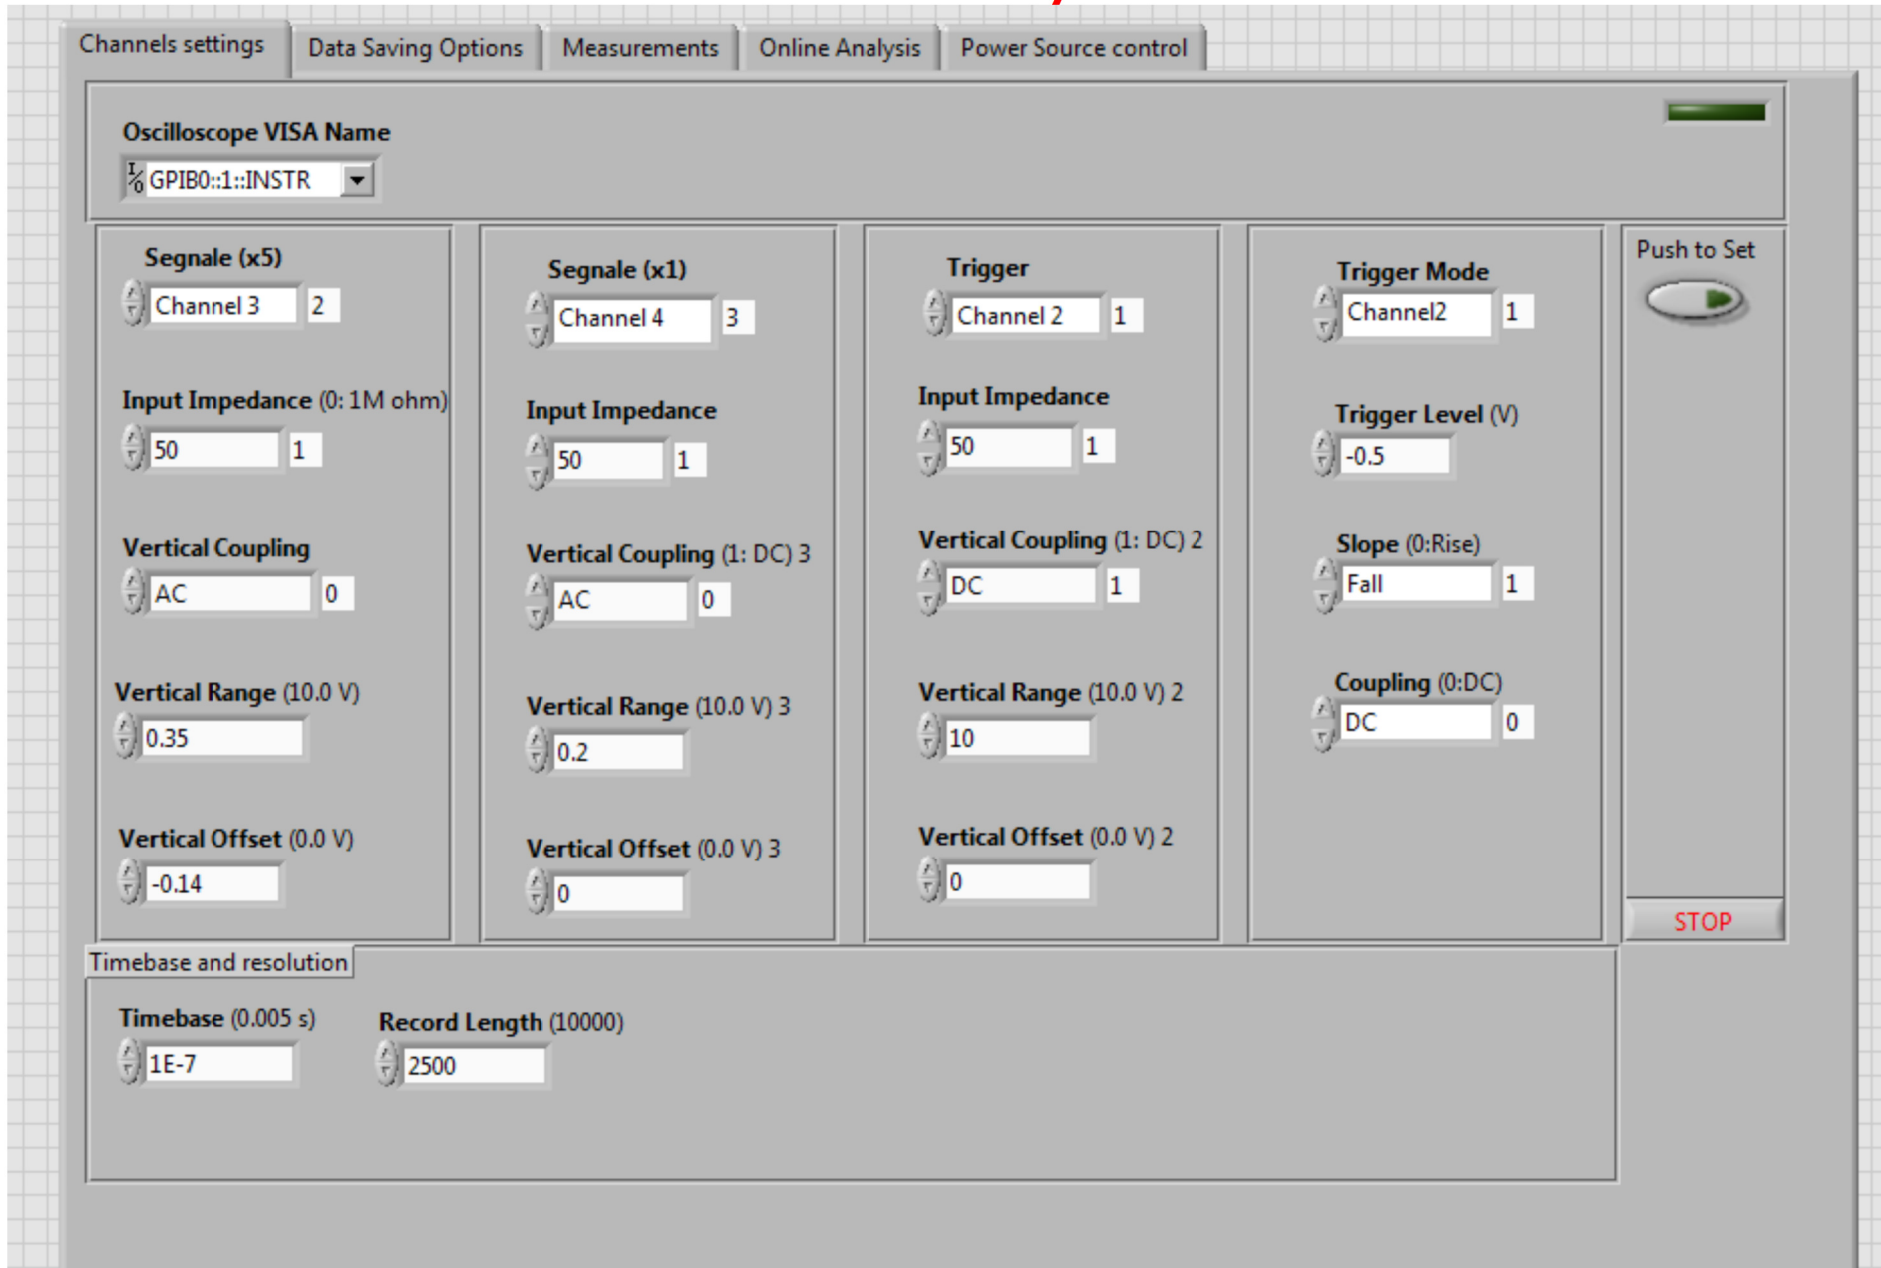 Channels settings
Data Saving Options
Measurements
Online Analysis
Power Source control
Oscilloscope VISA Name
I/O GPIB0::1::INSTR
Segnale (x5)
Channel 3 2
Input Impedance (0: 1M ohm)
50 1
Vertical Coupling
AC 0
Vertical Range (10.0 V)
0.35
Vertical Offset (0.0 V)
-0.14
Segnale (x1)
Channel 4 3
Input Impedance
50 1
Vertical Coupling (1: DC) 3
AC 0
Vertical Range (10.0 V) 3
0.2
Vertical Offset (0.0 V) 3
0
Trigger
Channel 2 1
Input Impedance
50 1
Vertical Coupling (1: DC) 2
DC 1
Vertical Range (10.0 V) 2
10
Vertical Offset (0.0 V) 2
0
Trigger Mode
Channel2 1
Trigger Level (V)
-0.5
Slope (0:Rise)
Fall 1
Coupling (0:DC)
DC 0
Push to Set
STOP
Timebase and resolution
Timebase (0.005 s)
1E-7
Record Length (10000)
2500